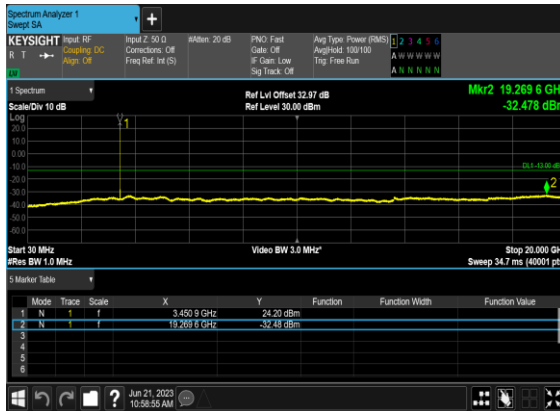 Spectrum Analyzer 1
Swept SA
KEYSIGHT Input: RF Input Z: 50 Ω #Atten: 20 dB PNO: Fast Avg Type: Power (RMS) 1 2 3 4 5 6
R T Coupling: DC Corrections: Off Gate: Off Avg|Hold: 100/100 A W W W W W
Align: Off Freq Ref: Int (S) IF Gain: Low Trig: Free Run
LXI Sig Track: Off A N N N N N
1 Spectrum Ref Lvl Offset 32.97 dB Mkr2 19.269 6 GHz
Scale/Div 10 dB Ref Level 30.00 dBm -32.478 dBm
Log
20.0
10.0
0.00
-10.0
DL1 -13.00 dB
-20.0
-30.0
-40.0
-50.0
-60.0
1
2
Start 30 MHz Video BW 3.0 MHz* Stop 20.000 GH
#Res BW 1.0 MHz Sweep 34.7 ms (40001 pt
5 Marker Table
Mode Trace Scale X Y Function Function Width Function Value
1 N 1 f 3.450 9 GHz 24.20 dBm
2 N 1 f 19.269 6 GHz -32.48 dBm
3
4
5
6
? Jun 21, 2023
10:58:55 AM